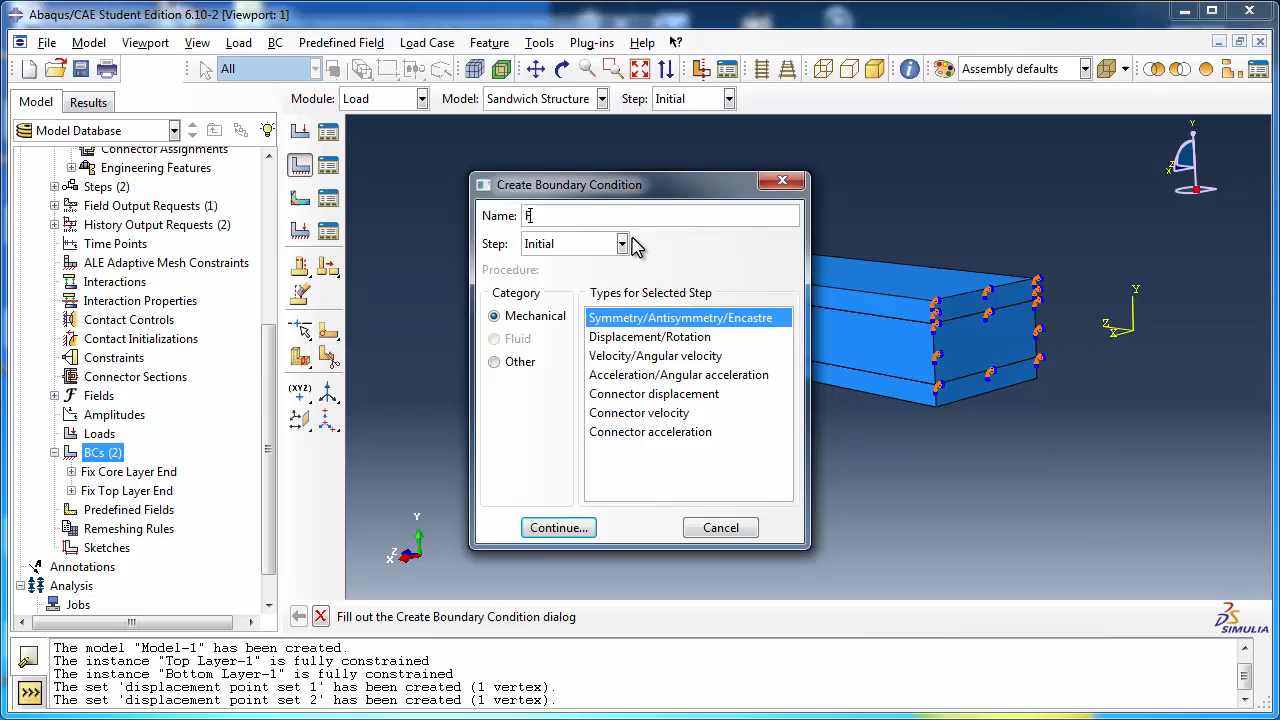 Abaqus/CAE Student Edition 6.10-2 [Viewport: 1]
File Model Viewport View Load BC Predefined Field Load Case Feature Tools Plug-ins Help
All
Assembly defaults
Model Results
Module: Load Model: Sandwich Structure Step: Initial
Model Database
Connector Assignments
Engineering Features
Steps (2)
Field Output Requests (1)
History Output Requests (2)
Time Points
ALE Adaptive Mesh Constraints
Interactions
Interaction Properties
Contact Controls
Contact Initializations
Constraints
Connector Sections
Fields
Amplitudes
Loads
BCs (2)
Fix Core Layer End
Fix Top Layer End
Predefined Fields
Remeshing Rules
Sketches
Annotations
Analysis
Jobs
Create Boundary Condition
Name: F
Step: Initial
Procedure:
Category
Mechanical
Fluid
Other
Types for Selected Step
Symmetry/Antisymmetry/Encastre
Displacement/Rotation
Velocity/Angular velocity
Acceleration/Angular acceleration
Connector displacement
Connector velocity
Connector acceleration
Continue... Cancel
Y
Z
X
Y
Z
X
Y
Z
X
(XYZ)
Fill out the Create Boundary Condition dialog
SIMULIA
The model "Model-1" has been created.
The instance "Top Layer-1" is fully constrained
The instance "Bottom Layer-1" is fully constrained
The set 'displacement point set 1' has been created (1 vertex).
The set 'displacement point set 2' has been created (1 vertex).
>>>